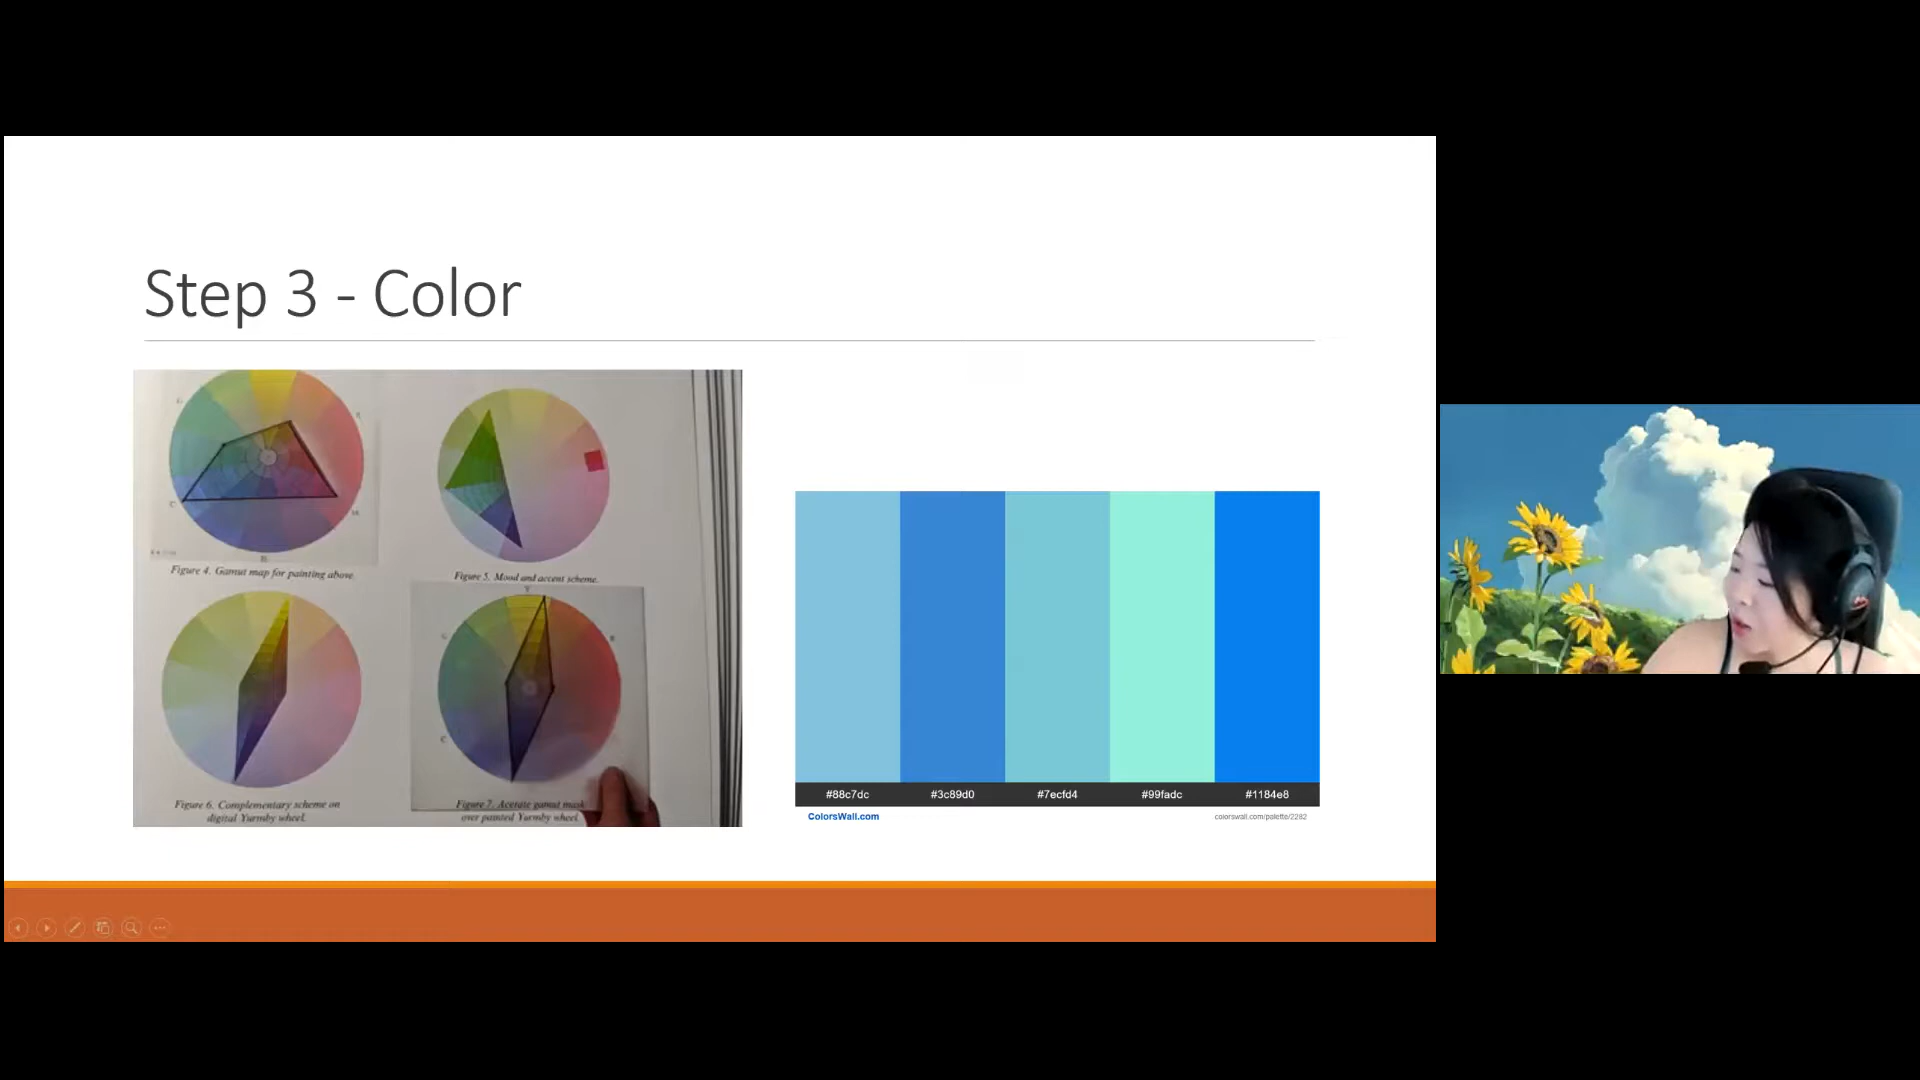 Step 3 - Color
Figure 4. Gamut map for painting above.
Figure 5. Mood and accent scheme.
Figure 6. Complementary scheme on
digital Yurmby wheel.
Figure 7. Acetate gamut mask
over painted Yurmby wheel.
#88c7dc
#3c89d0
#7ecfd4
#99fadc
#1184e8
ColorsWall.com
colorswall.com/palette/2282